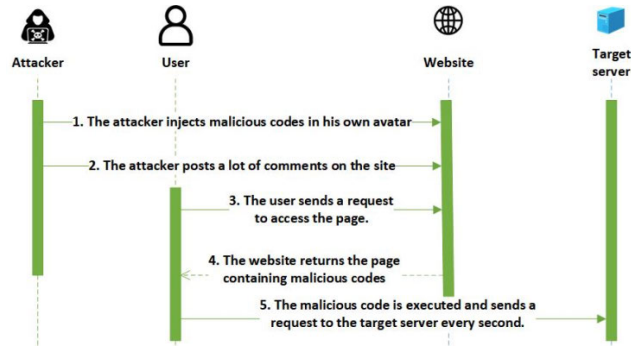 Attacker
User
Website
Target
server
1. The attacker injects malicious codes in his own avatar
2. The attacker posts a lot of comments on the site
3. The user sends a request
to access the page.
4. The website returns the page
containing malicious codes
5. The malicious code is executed and sends a
request to the target server every second.